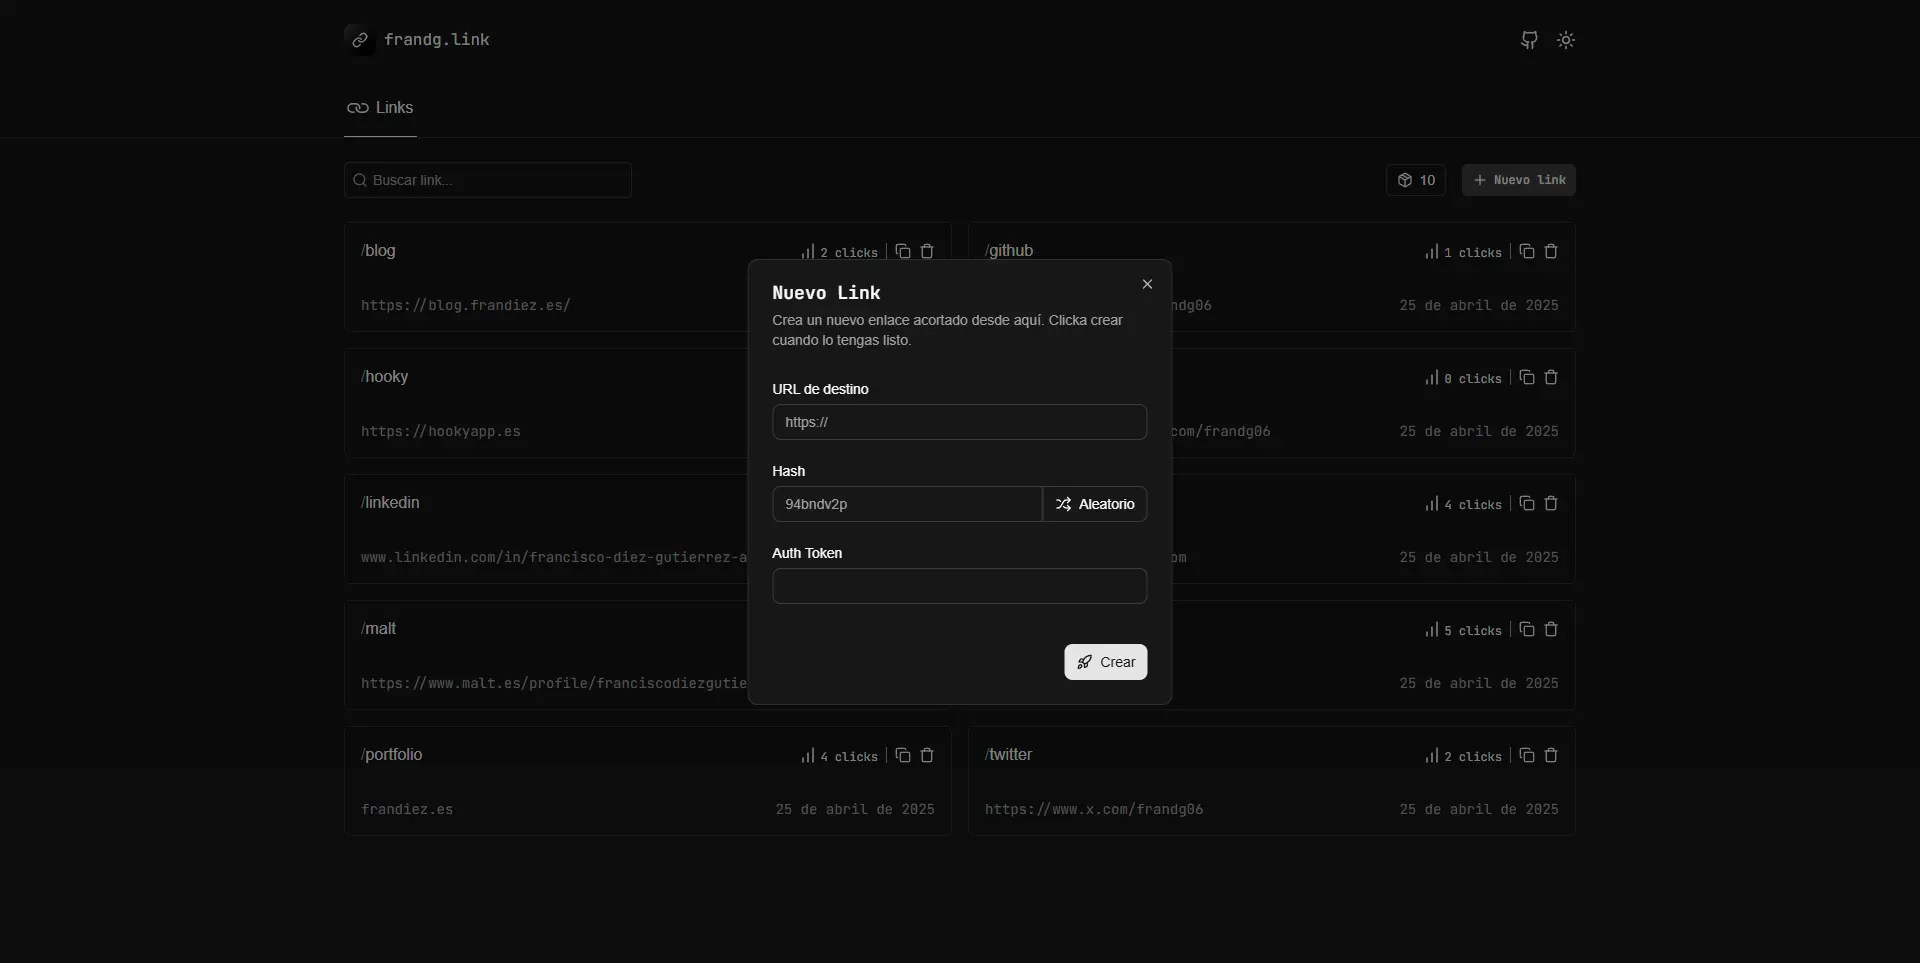 frandg.link
Links
Buscar link...
10
Nuevo link
/blog
2 clicks
https://blog.frandiez.es/
/github
1 clicks
ndg06
25 de abril de 2025
/hooky
https://hookyapp.es
0 clicks
com/frandg06
25 de abril de 2025
/linkedin
www.linkedin.com/in/francisco-diez-gutierrez-a
4 clicks
om
25 de abril de 2025
/malt
https://www.malt.es/profile/franciscodiezgutie
5 clicks
25 de abril de 2025
/portfolio
4 clicks
frandiez.es
25 de abril de 2025
/twitter
2 clicks
https://www.x.com/frandg06
25 de abril de 2025
Nuevo Link
Crea un nuevo enlace acortado desde aquí. Clicka crear
cuando lo tengas listo.
URL de destino
https://
Hash
94bndv2p
Aleatorio
Auth Token
Crear